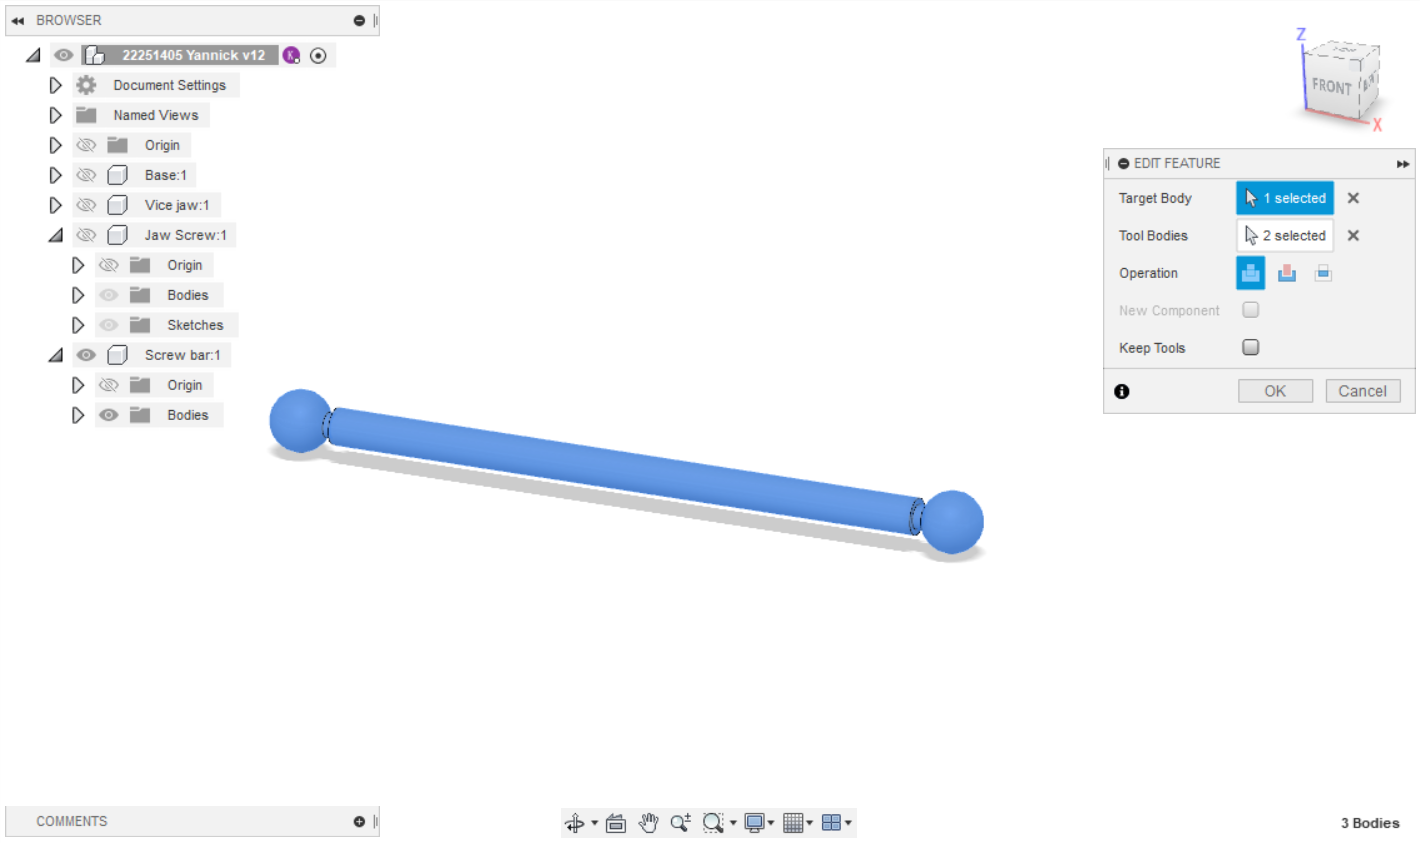 BROWSER
22251405 Yannick v12
K
Document Settings
Named Views
Origin
Base:1
Vice jaw:1
Jaw Screw:1
Origin
Bodies
Sketches
Screw bar:1
Origin
Bodies
Z
FRONT
X
EDIT FEATURE
Target Body 1 selected
Tool Bodies 2 selected
Operation
New Component
Keep Tools
OK Cancel
COMMENTS
3 Bodies